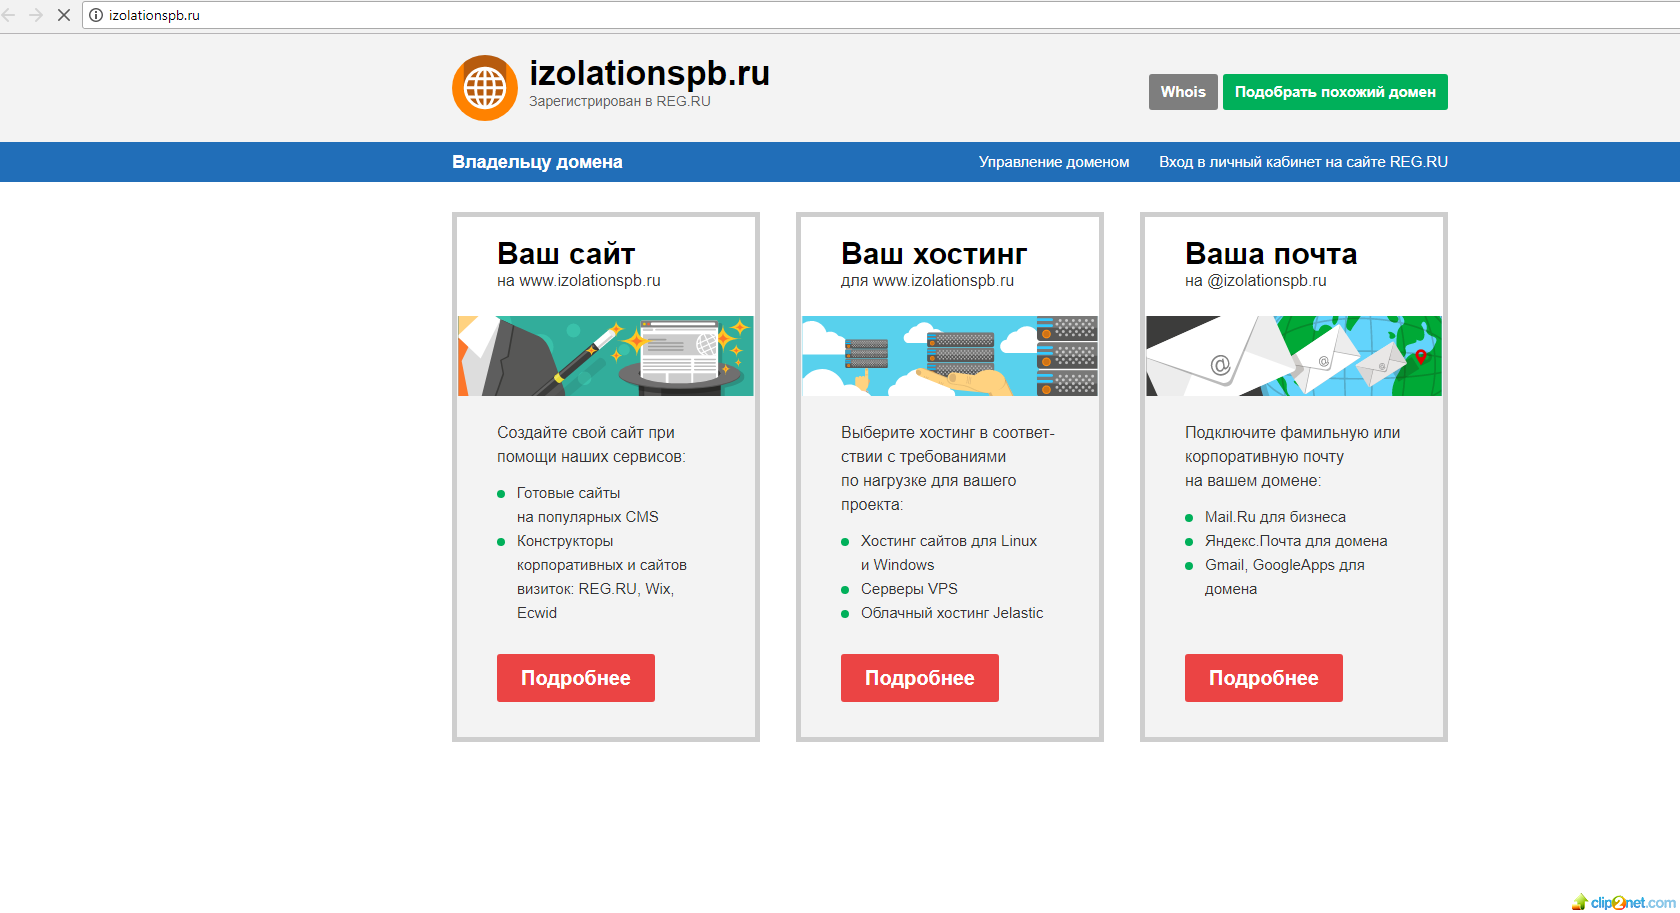 izolationspb.ru
izolationspb.ru
Зарегистрирован в REG.RU
Whois
Подобрать похожий домен
Владельцу домена
Управление доменом
Вход в личный кабинет на сайте REG.RU
Ваш сайт
на www.izolationspb.ru
Создайте свой сайт при
помощи наших сервисов:
Готовые сайты
на популярных CMS
Конструкторы
корпоративных и сайтов
визиток: REG.RU, Wix,
Ecwid
Подробнее
Ваш хостинг
для www.izolationspb.ru
Выберите хостинг в соответ-
ствии с требованиями
по нагрузке для вашего
проекта:
Хостинг сайтов для Linux
и Windows
Серверы VPS
Облачный хостинг Jelastic
Подробнее
Ваша почта
на @izolationspb.ru
@
@
@
Подключите фамильную или
корпоративную почту
на вашем домене:
Mail.Ru для бизнеса
Яндекс.Почта для домена
Gmail, GoogleApps для
домена
Подробнее
clip2net.com